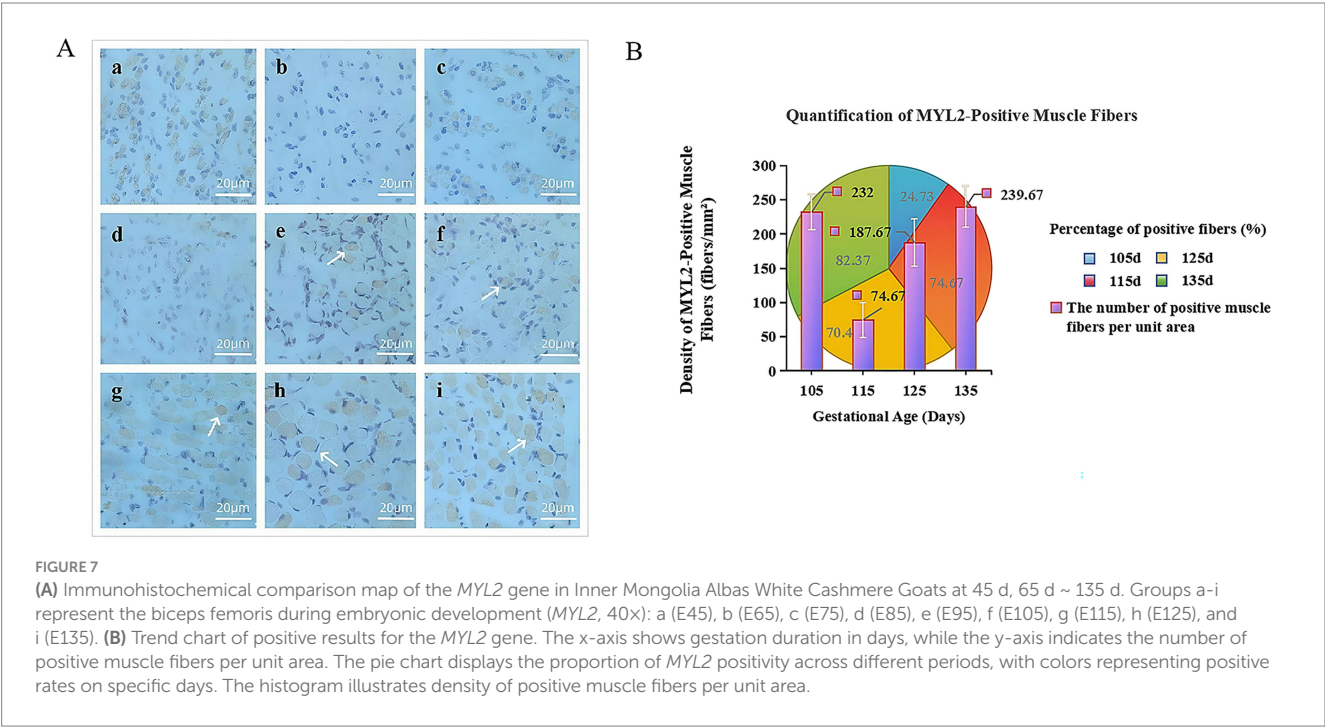 A
B
a
20μm
b
20μm
c
20μm
d
20μm
e
20μm
f
20μm
g
20μm
h
20μm
i
20μm
Quantification of MYL2-Positive Muscle Fibers
Density of MYL2-Positive Muscle
Fibers (fibers/mm²)
300
250
200
150
100
50
0
232
187.67
82.37
24.73
239.67
74.67
74.67
70.4
105 115 125 135
Gestational Age (Days)
Percentage of positive fibers (%)
105d 125d
115d 135d
The number of positive muscle
fibers per unit area
FIGURE 7
(A) Immunohistochemical comparison map of the MYL2 gene in Inner Mongolia Albas White Cashmere Goats at 45 d, 65 d ~ 135 d. Groups a-i
represent the biceps femoris during embryonic development (MYL2, 40×): a (E45), b (E65), c (E75), d (E85), e (E95), f (E105), g (E115), h (E125), and
i (E135). (B) Trend chart of positive results for the MYL2 gene. The x-axis shows gestation duration in days, while the y-axis indicates the number of
positive muscle fibers per unit area. The pie chart displays the proportion of MYL2 positivity across different periods, with colors representing positive
rates on specific days. The histogram illustrates density of positive muscle fibers per unit area.